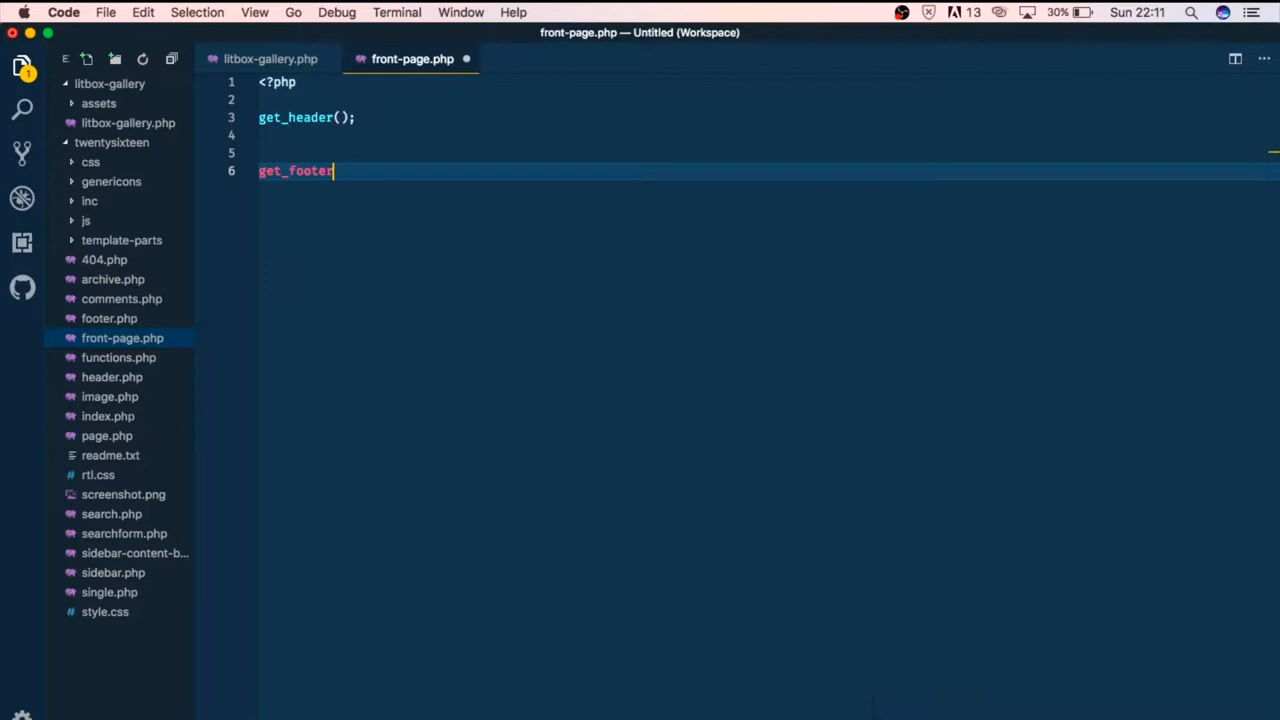 Code File Edit Selection View Go Debug Terminal Window Help 13 30% Sun 22:11
front-page.php — Untitled (Workspace)
E
litbox-gallery.php front-page.php
1
litbox-gallery
assets
litbox-gallery.php
twentysixteen
css
genericons
inc
js
template-parts
404.php
archive.php
comments.php
footer.php
front-page.php
functions.php
header.php
image.php
index.php
page.php
readme.txt
# rtl.css
screenshot.png
search.php
searchform.php
sidebar-content-b...
sidebar.php
single.php
# style.css
1 <?php
2
3 get_header();
4
5
6 get_footer